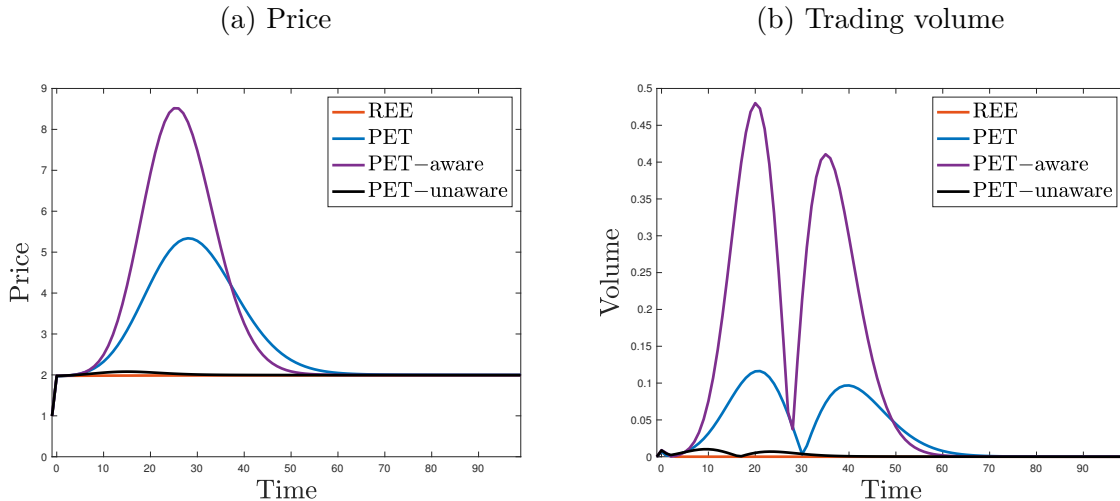 (a) Price
(b) Trading volume
9
8
7
6
5
4
3
2
1
0
Price
0 10 20 30 40 50 60 70 80 90
Time
REE
PET
PET−aware
PET−unaware
0.5
0.45
0.4
0.35
0.3
0.25
0.2
0.15
0.1
0.05
0
Volume
0 10 20 30 40 50 60 70 80 90
Time
REE
PET
PET−aware
PET−unaware